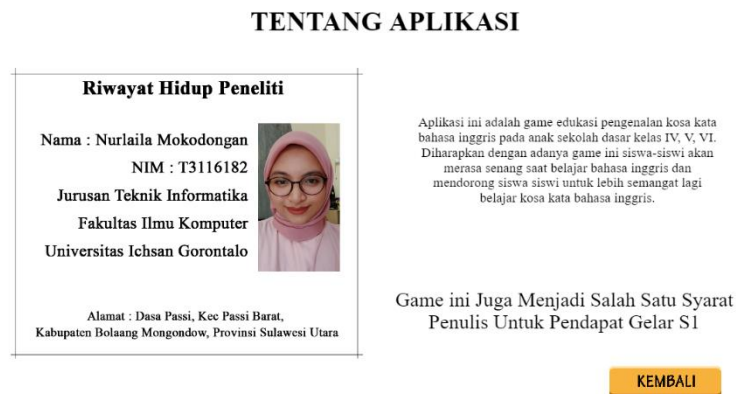 TENTANG APLIKASI
Riwayat Hidup Peneliti
Nama : Nurlaila Mokodongan
NIM : T3116182
Jurusan Teknik Informatika
Fakultas Ilmu Komputer
Universitas Ichsan Gorontalo
Alamat : Dasa Passi, Kec Passi Barat,
Kabupaten Bolaang Mongondow, Provinsi Sulawesi Utara
Aplikasi ini adalah game edukasi pengenalan kosa kata
bahasa inggris pada anak sekolah dasar kelas IV, V, VI.
Diharapkan dengan adanya game ini siswa-siswi akan
merasa senang saat belajar bahasa inggris dan
mendorong siswa siswi untuk lebih semangat lagi
belajar kosa kata bahasa inggris.
Game ini Juga Menjadi Salah Satu Syarat
Penulis Untuk Pendapat Gelar S1
KEMBALI